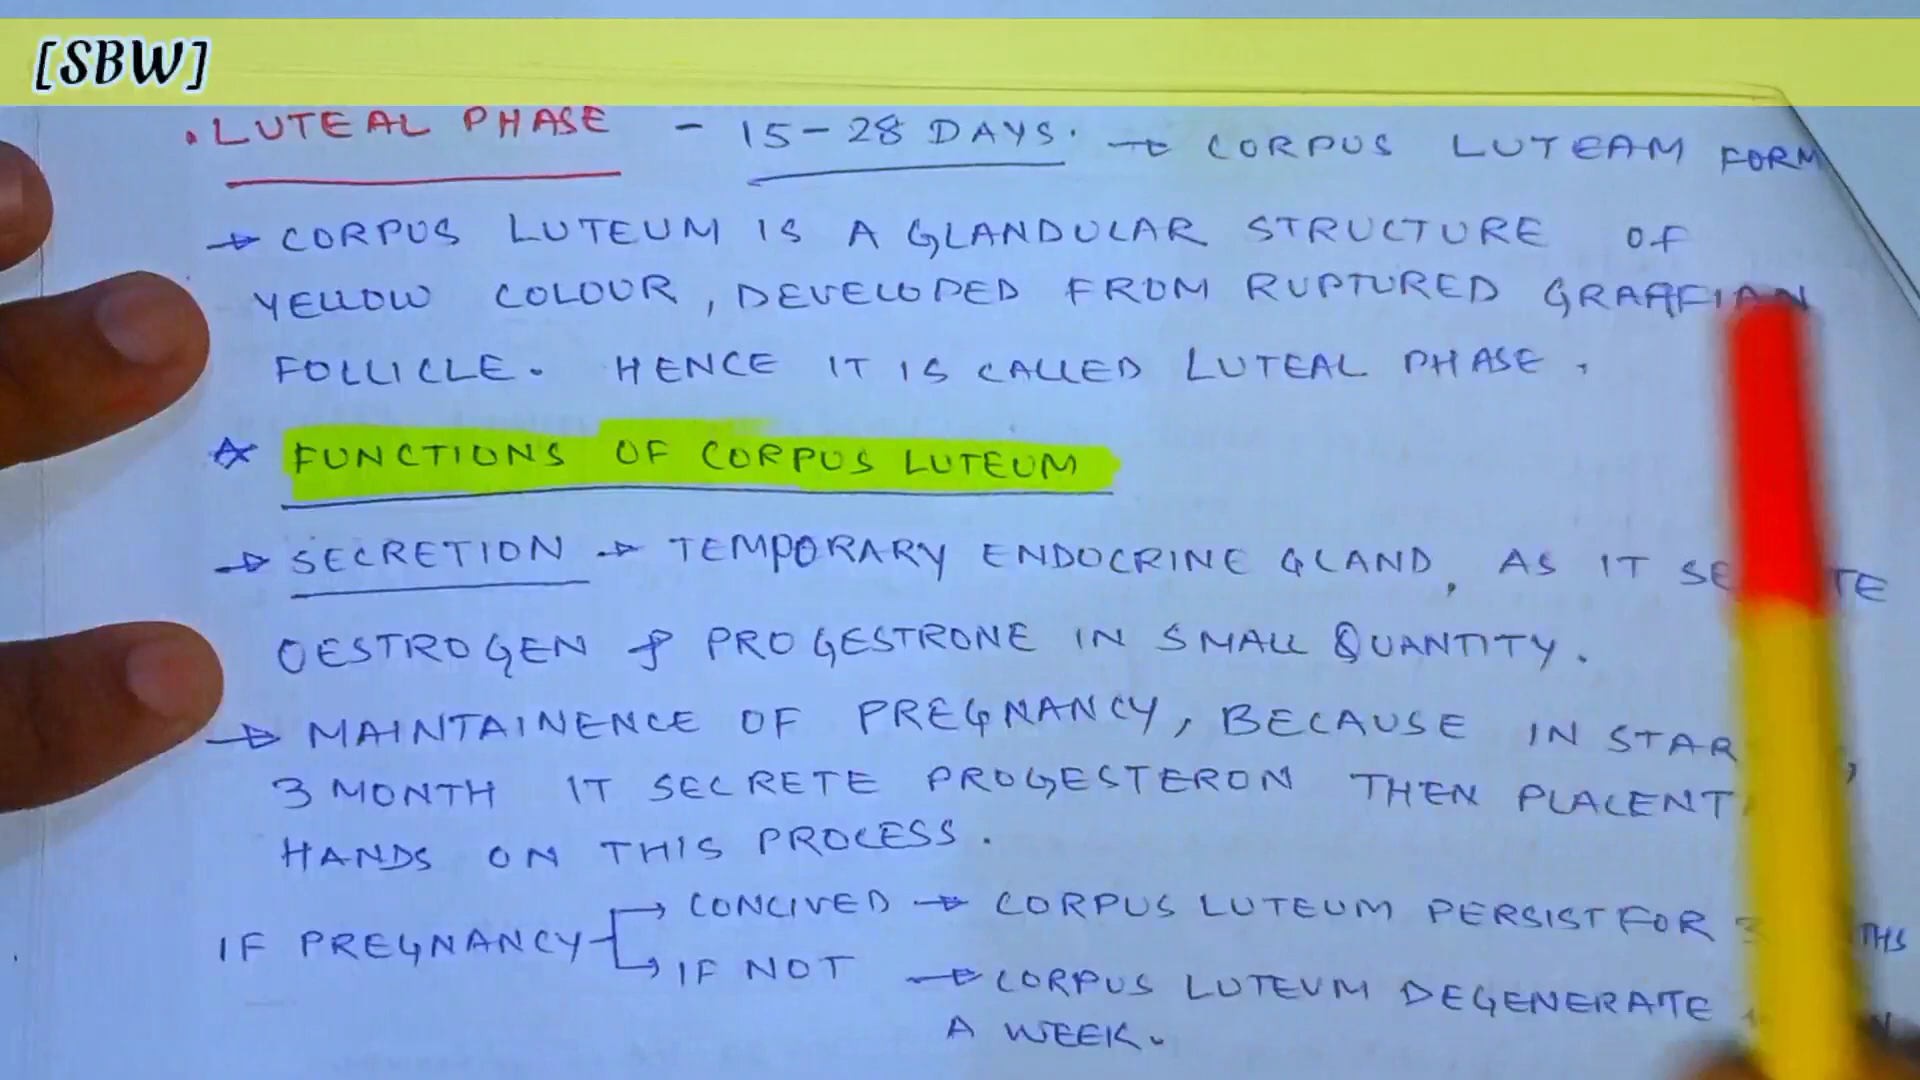 [SBW]
. LUTEAL PHASE - 15-28 DAYS. → CORPUS LUTEAM FORM
→ CORPUS LUTEUM IS A GLANDULAR STRUCTURE OF
YELLOW COLOUR, DEVELOPED FROM RUPTURED GRAFFIAN
FOLLICLE. HENCE IT IS CALLED LUTEAL PHASE.
☆ FUNCTIONS OF CORPUS LUTEUM
→ SECRETION → TEMPORARY ENDOCRINE GLAND, AS IT
OESTROGEN & PROGESTRONE IN SMALL QUANTITY.
→ MAINTAINENCE OF PREGNANCY, BECAUSE IN
3 MONTH IT SECRETE PROGESTERON THEN
HANDS ON THIS PROCESS.
IF PREGNANCY → CONCIVED → CORPUS LUTEUM PERSIST FOR
→ IF NOT → CORPUS LUTEUM DEGENERATE
A WEEK.